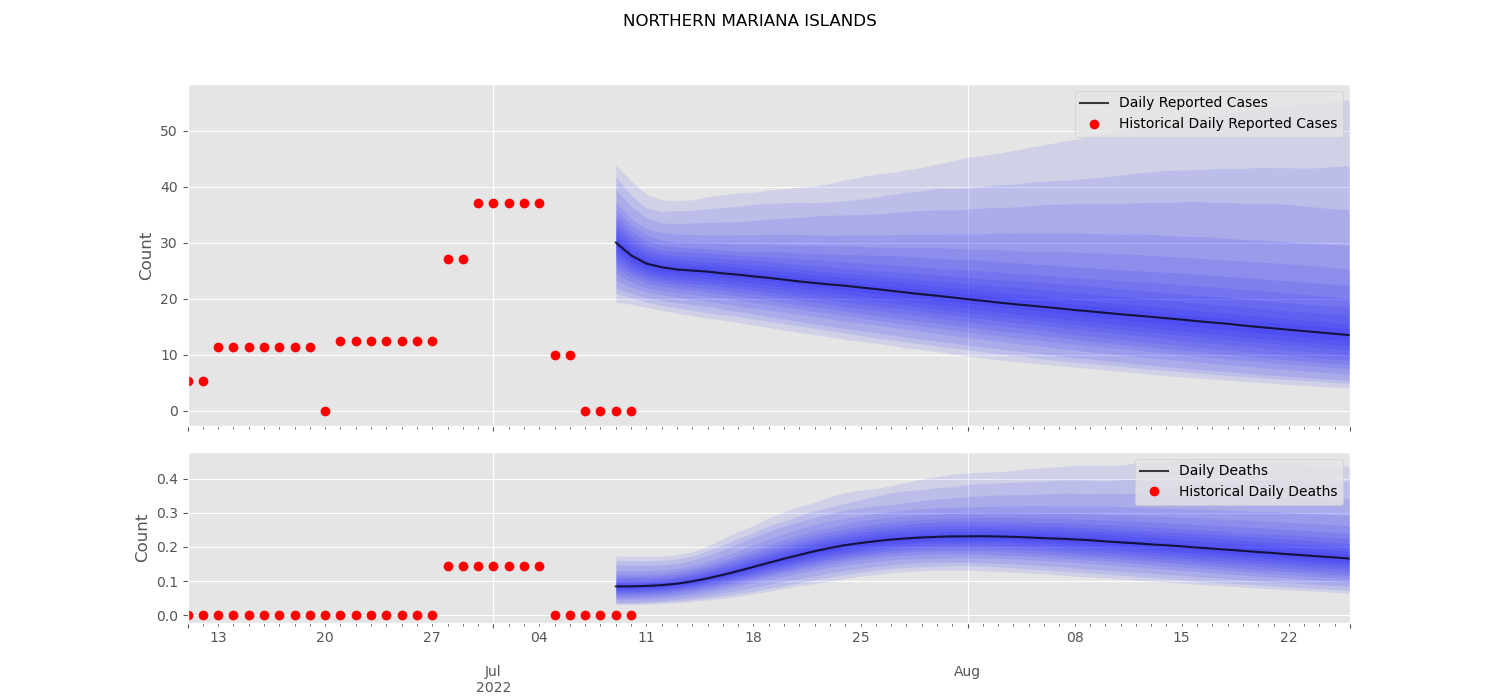 NORTHERN MARIANA ISLANDS
Daily Reported Cases
Historical Daily Reported Cases
Count
50
40
30
20
10
0
Daily Deaths
Historical Daily Deaths
Count
0.4
0.3
0.2
0.1
0.0
13 20 27 04 11 18 25 08 15 22
Jul Aug
2022